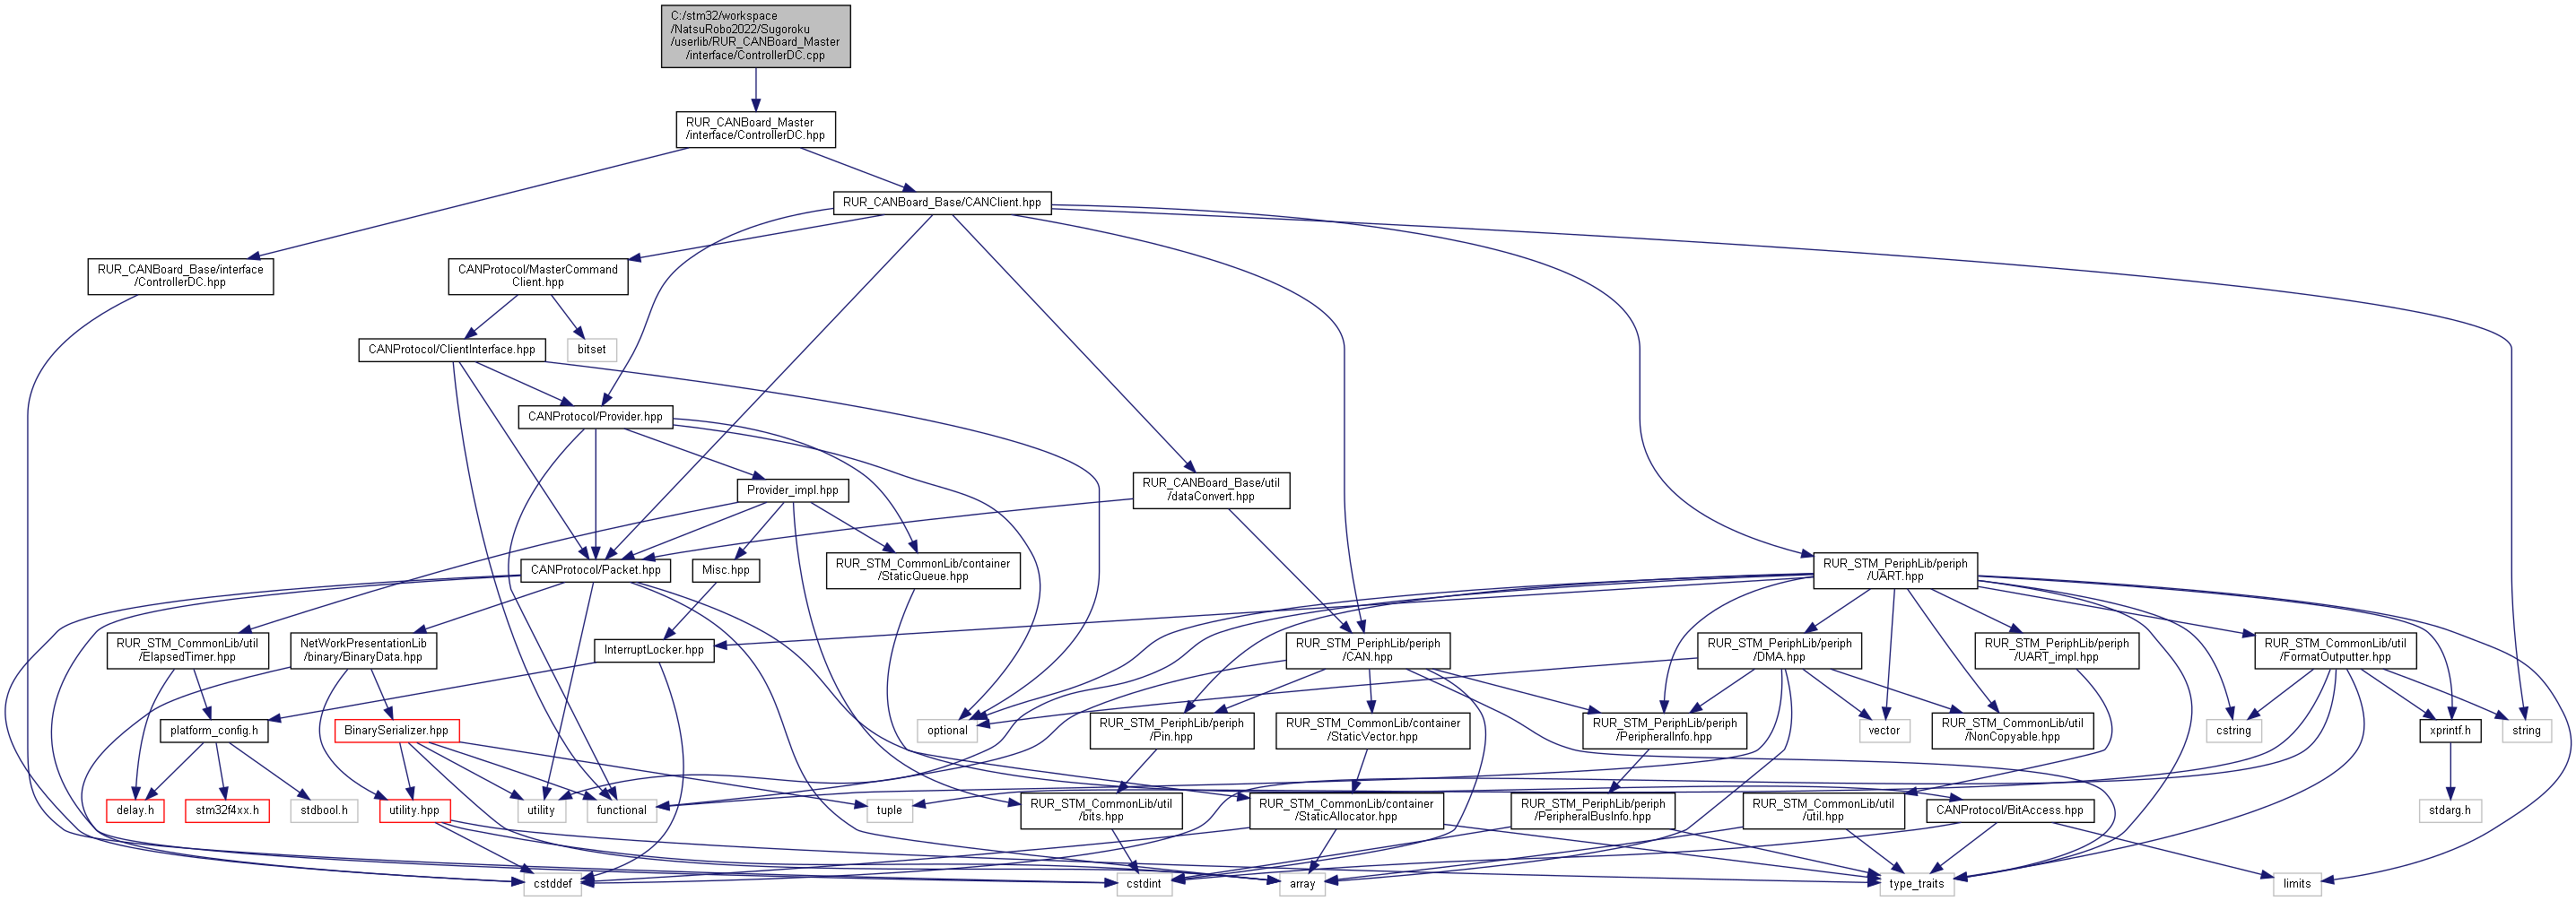 C:/stm32/workspace
/NatsuRobo2022/Sugoroku
/userlib/RUR_CANBoard_Master
/interface/ControllerDC.cpp
RUR_CANBoard_Master
/interface/ControllerDC.hpp
RUR_CANBoard_Base/CANClient.hpp
RUR_CANBoard_Base/interface
/ControllerDC.hpp
CANProtocol/MasterCommand
Client.hpp
CANProtocol/ClientInterface.hpp
bitset
CANProtocol/Provider.hpp
Provider_impl.hpp
RUR_CANBoard_Base/util
/dataConvert.hpp
CANProtocol/Packet.hpp
Misc.hpp
RUR_STM_CommonLib/container
/StaticQueue.hpp
RUR_STM_PeriphLib/periph
/UART.hpp
RUR_STM_CommonLib/util
/ElapsedTimer.hpp
NetWorkPresentationLib
/binary/BinaryData.hpp
InterruptLocker.hpp
RUR_STM_PeriphLib/periph
/CAN.hpp
RUR_STM_PeriphLib/periph
/DMA.hpp
RUR_STM_PeriphLib/periph
/UART_impl.hpp
RUR_STM_CommonLib/util
/FormatOutputter.hpp
platform_config.h
BinarySerializer.hpp
optional
RUR_STM_PeriphLib/periph
/Pin.hpp
RUR_STM_CommonLib/container
/StaticVector.hpp
RUR_STM_PeriphLib/periph
/PeripheralInfo.hpp
vector
RUR_STM_CommonLib/util
/NonCopyable.hpp
cstring
xprintf.h
string
delay.h
stm32f4xx.h
stdbool.h
utility.hpp
utility
functional
tuple
RUR_STM_CommonLib/util
/bits.hpp
RUR_STM_CommonLib/container
/StaticAllocator.hpp
RUR_STM_PeriphLib/periph
/PeripheralBusInfo.hpp
RUR_STM_CommonLib/util
/util.hpp
CANProtocol/BitAccess.hpp
stdarg.h
cstddef
cstdint
array
type_traits
limits